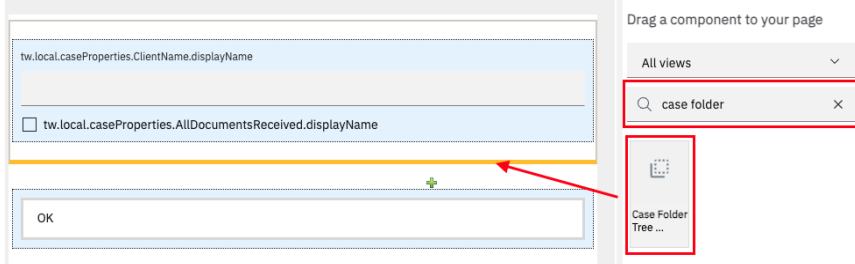 Drag a component to your page
tw.local.caseProperties.ClientName.displayName
All views
case folder
tw.local.caseProperties.AllDocumentsReceived.displayName
OK
Case Folder
Tree ...